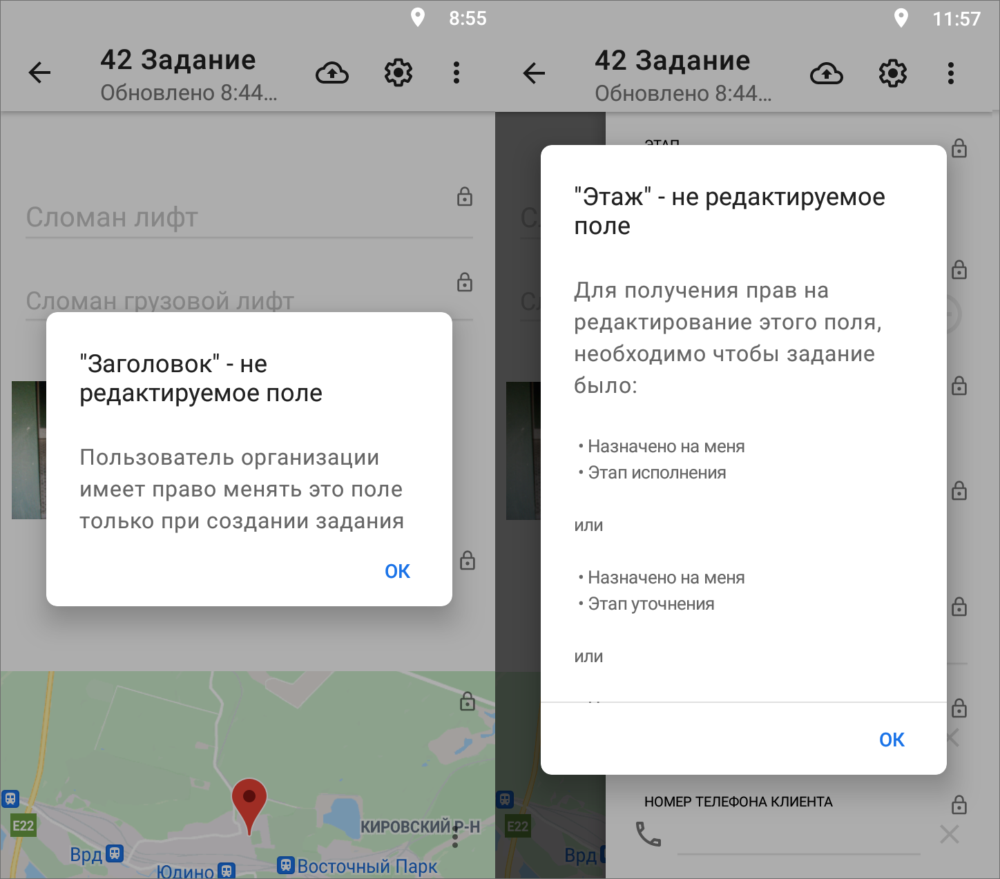 8:55
42 Задание
Обновлено 8:44...
Сломан лифт
Сломан грузовой лифт
"Заголовок" - не
редактируемое поле
Пользователь организации
имеет право менять это поле
только при создании задания
ОК
E22
КИРОВСКИЙ Р-Н
Врд
Юдино
Восточный Парк
11:57
42 Задание
Обновлено 8:44...
ЭТАП
"Этаж" - не редактируемое
поле
Для получения прав на
редактирование этого поля,
необходимо чтобы задание
было:
• Назначено на меня
• Этап исполнения
или
• Назначено на меня
• Этап уточнения
или
ОК
НОМЕР ТЕЛЕФОНА КЛИЕНТА
E22
Врд